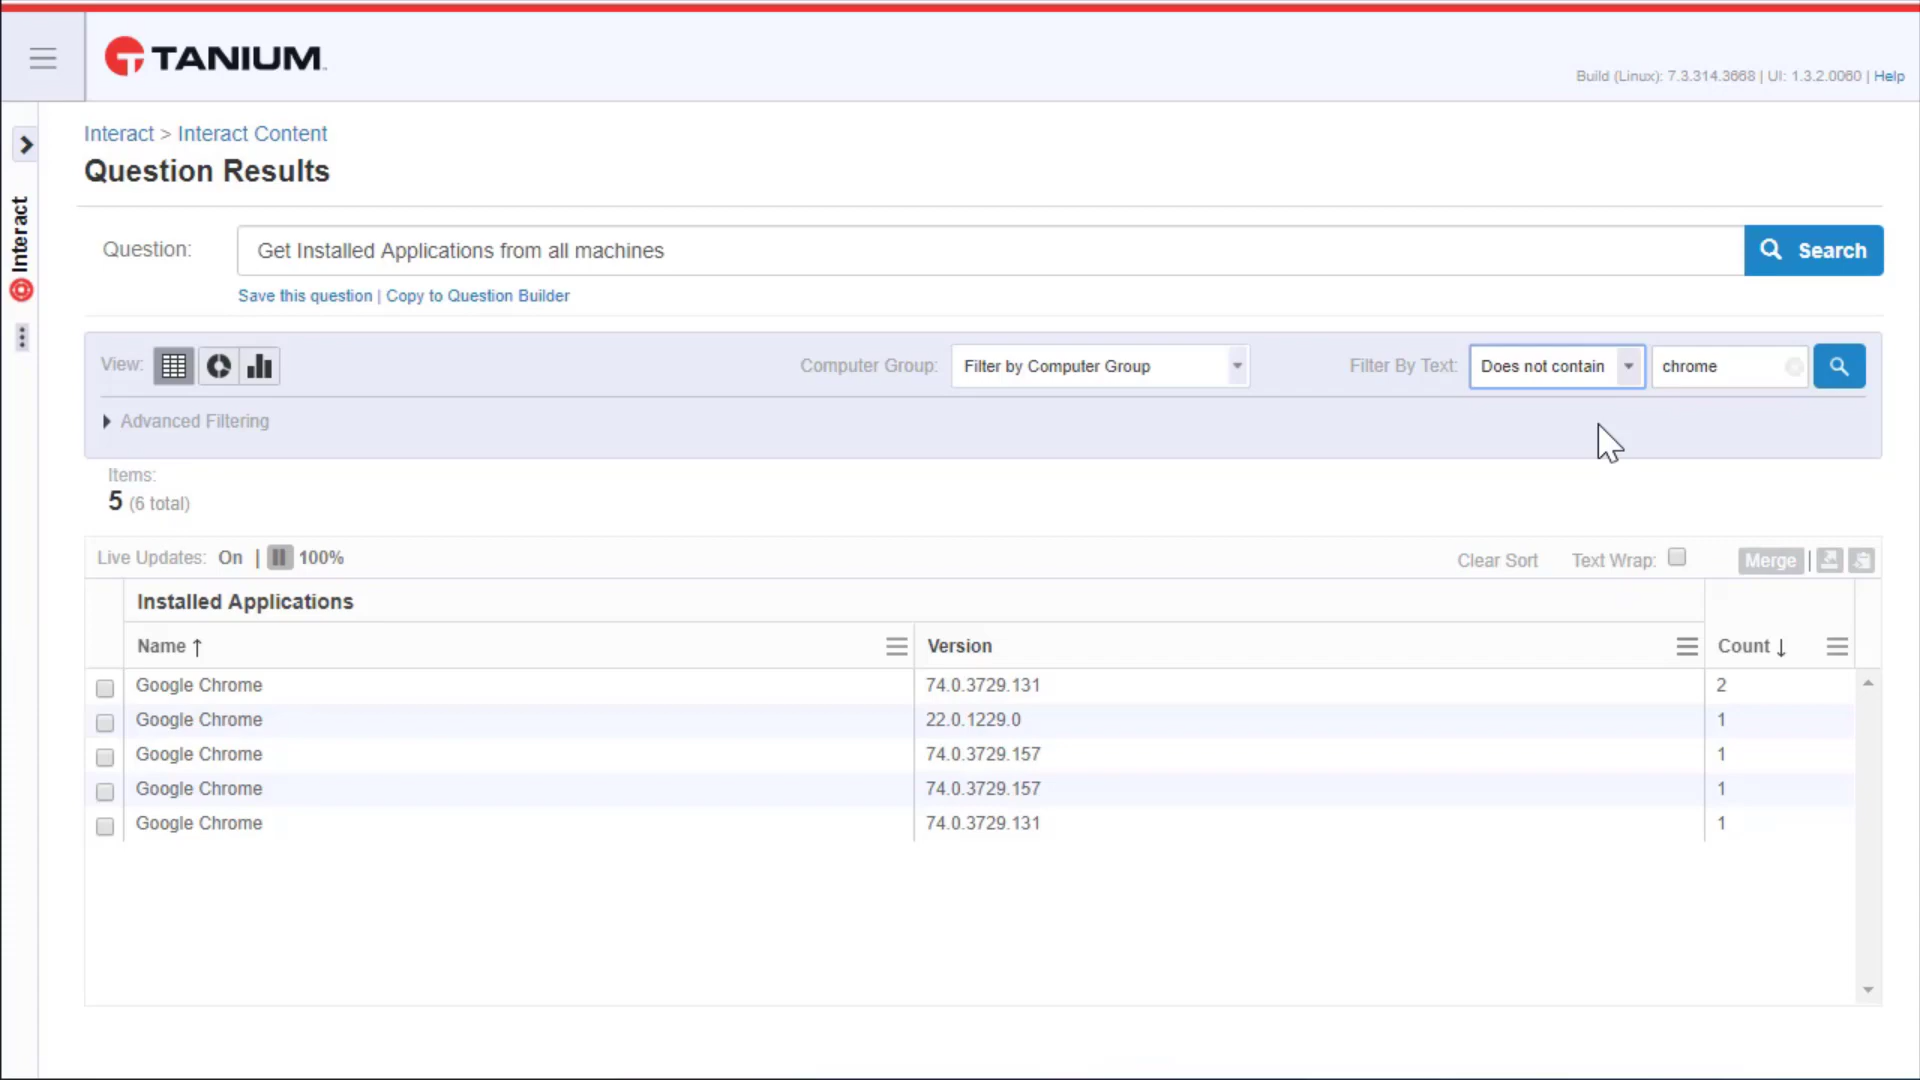 TANIUM
Build (Linux): 7.3.314.3668 | UI: 1.3.2.0060 | Help
Interact
Interact > Interact Content
Question Results
Question: Get Installed Applications from all machines Search
Save this question | Copy to Question Builder
View: Computer Group: Filter by Computer Group Filter By Text: Does not contain chrome
Advanced Filtering
Items:
5 (6 total)
Live Updates: On | 100% Clear Sort Text Wrap: Merge
Installed Applications
Name ↑ Version Count ↓
Google Chrome 74.0.3729.131 2
Google Chrome 22.0.1229.0 1
Google Chrome 74.0.3729.157 1
Google Chrome 74.0.3729.157 1
Google Chrome 74.0.3729.131 1